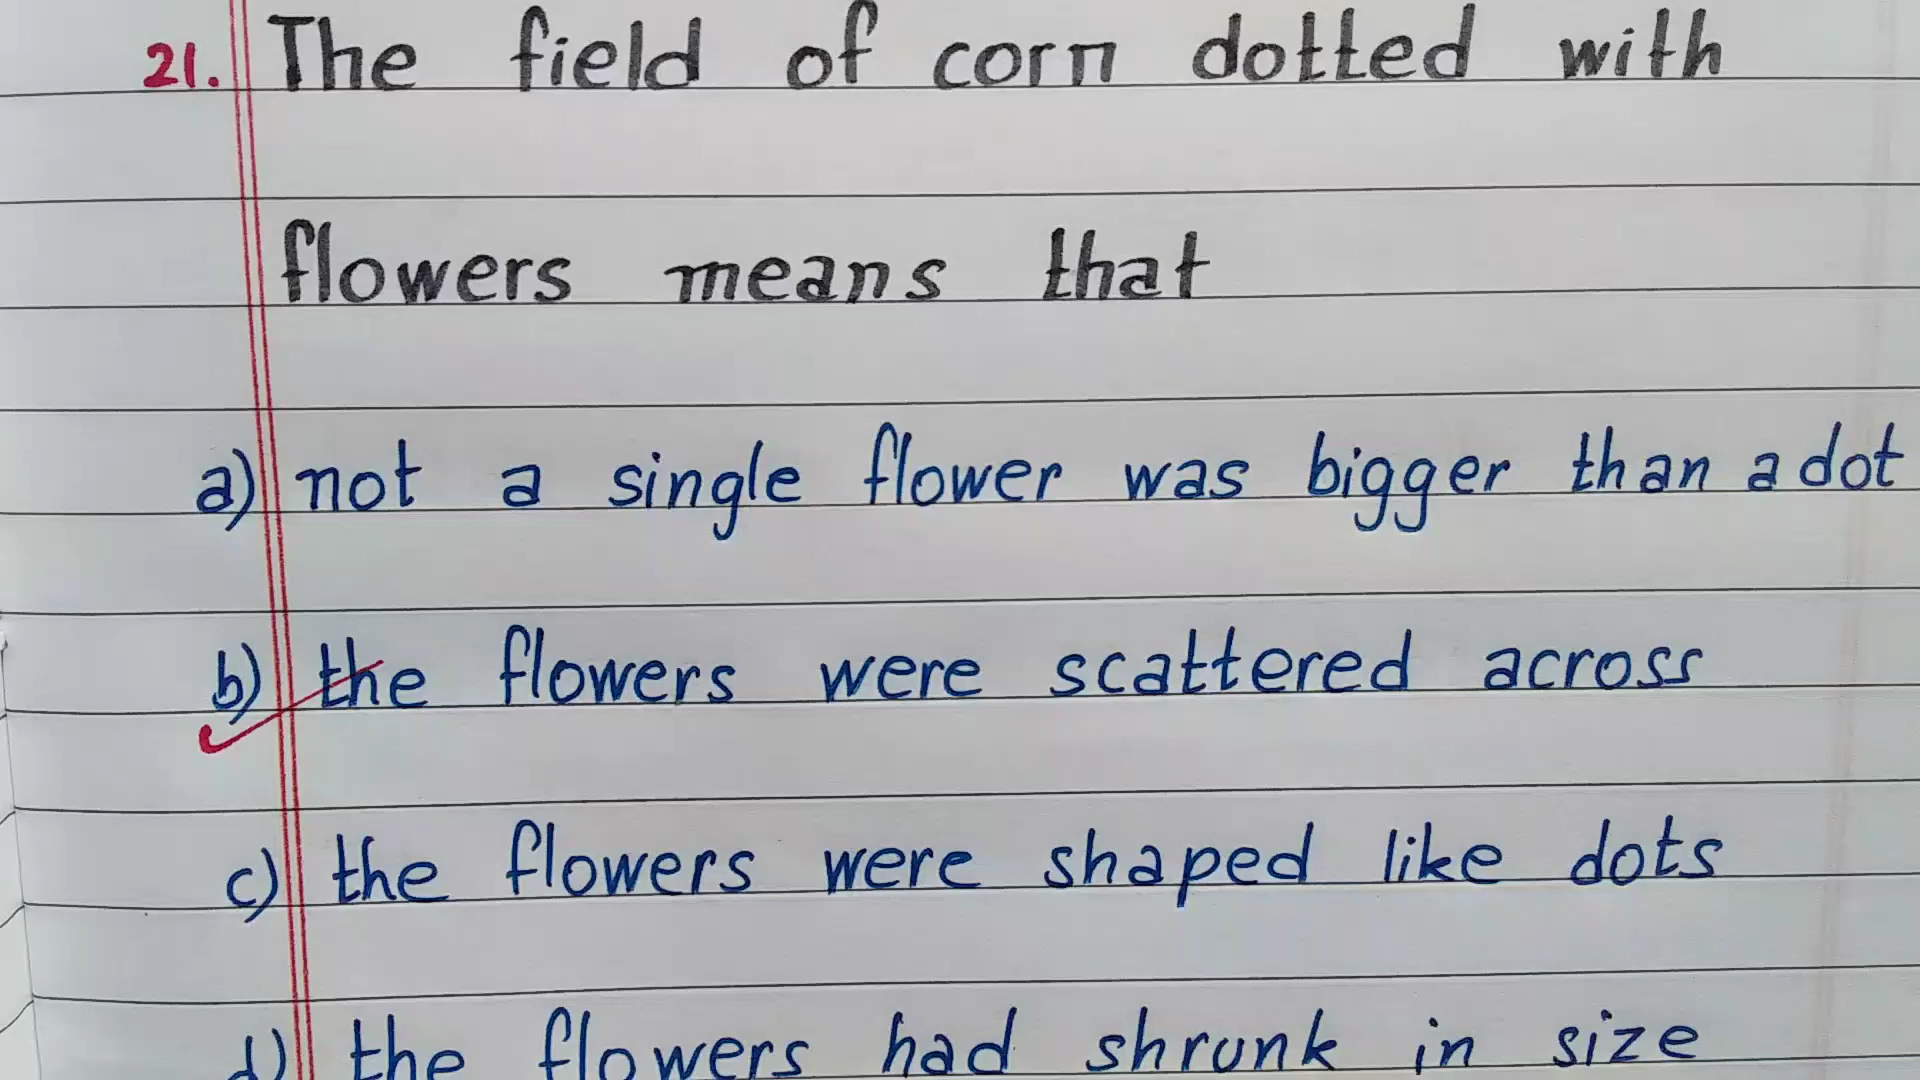 21. The field of corn dotted with
flowers means that
a) not a single flower was bigger than a dot
b) the flowers were scattered across
c) the flowers were shaped like dots
d) the flowers had shrunk in size